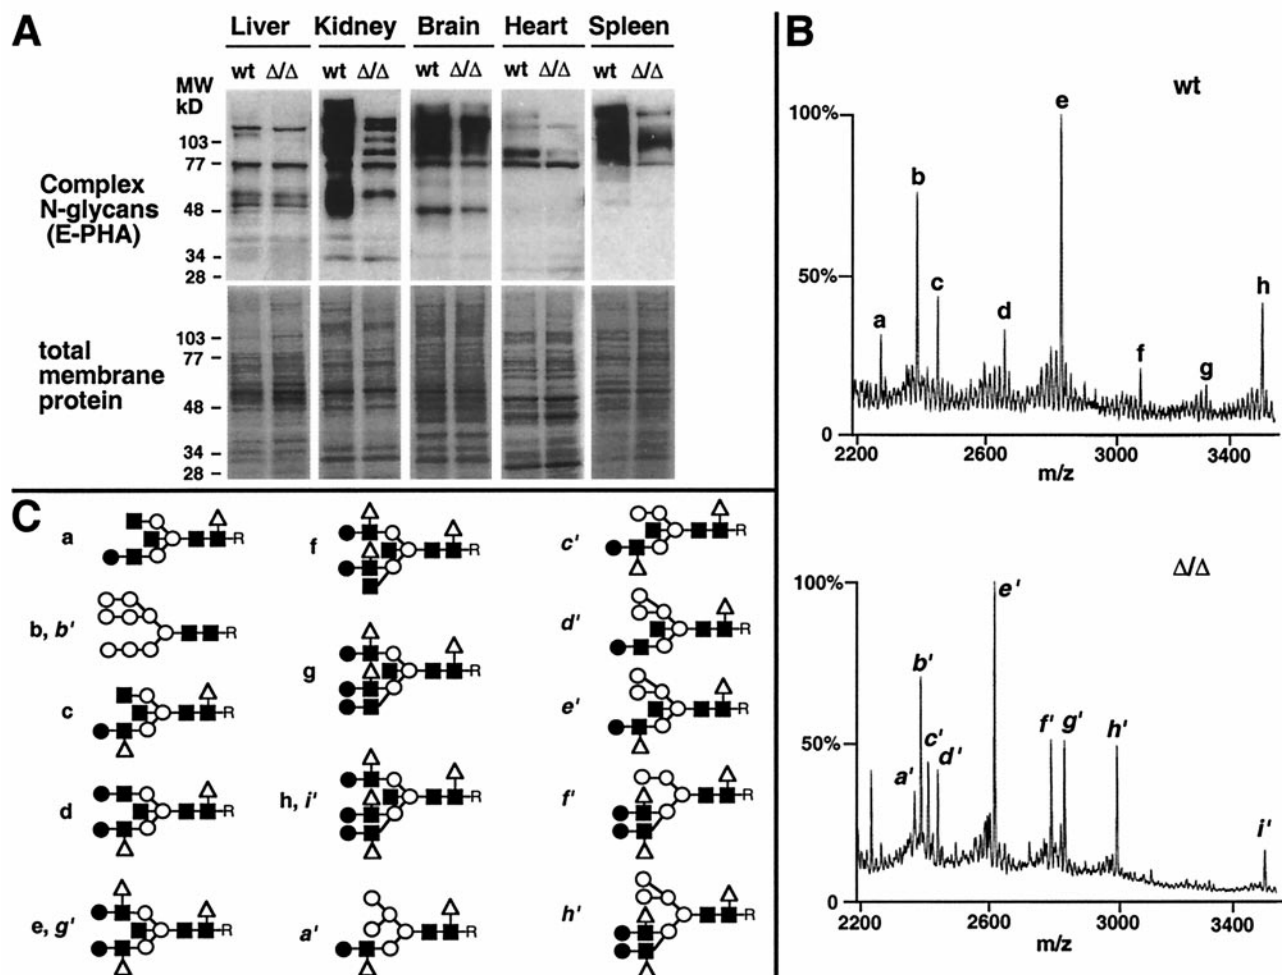 A
Liver Kidney Brain Heart Spleen
wt Δ/Δ wt Δ/Δ wt Δ/Δ wt Δ/Δ wt Δ/Δ
MW
kD
103
77
48
34
28
Complex
N-glycans
(E-PHA)
103
77
48
34
28
total
membrane
protein
B
wt
100%
50%
0
a
b
c
d
e
f
g
h
2200 2600 3000 3400
m/z
Δ/Δ
100%
50%
0
a'
b'
c'
d'
e'
f'
g'
h'
i'
2200 2600 3000 3400
m/z
C
a
R
b, b'
R
c
R
d
R
e, g'
R
f
R
g
R
h, i'
R
a'
R
c'
R
d'
R
e'
R
f'
R
h'
R